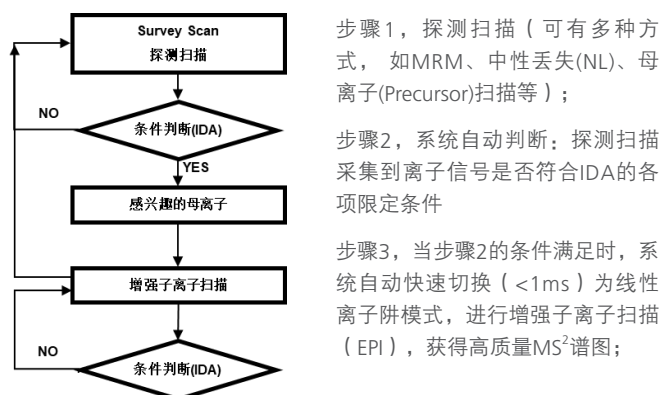 Survey Scan
探测扫描
NO
条件判断(IDA)
YES
感兴趣的母离子
增强子离子扫描
NO
条件判断(IDA)
步骤1，探测扫描（可有多种方
式， 如MRM、中性丢失(NL)、母
离子(Precursor)扫描等）；
步骤2，系统自动判断：探测扫描
采集到离子信号是否符合IDA的各
项限定条件
步骤3，当步骤2的条件满足时，系
统自动快速切换（<1ms）为线性
离子阱模式，进行增强子离子扫描
（EPI），获得高质量MS²谱图；